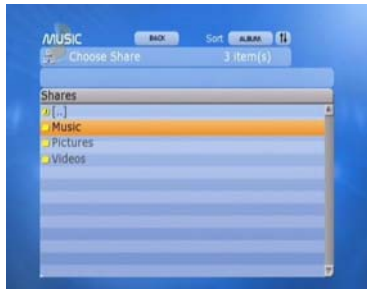 MUSIC BACK Sort ALBUM
Choose Share 3 item(s)
Shares
[..]
Music
Pictures
Videos